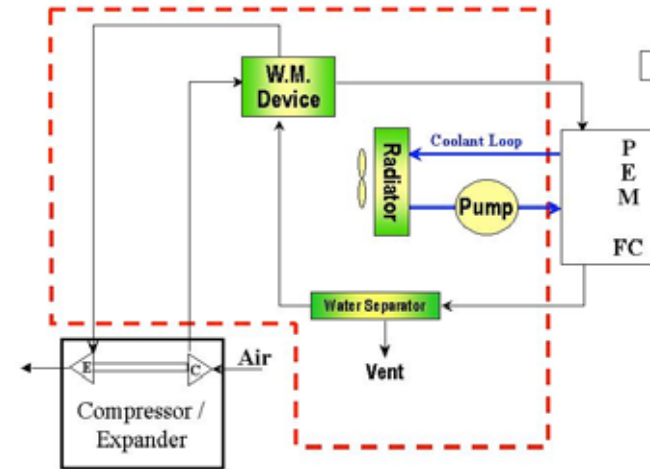 W.M.
Device
Coolant Loop
Radiator
Pump
P
E
M
FC
Water Separator
Vent
Air
E
C
Compressor /
Expander